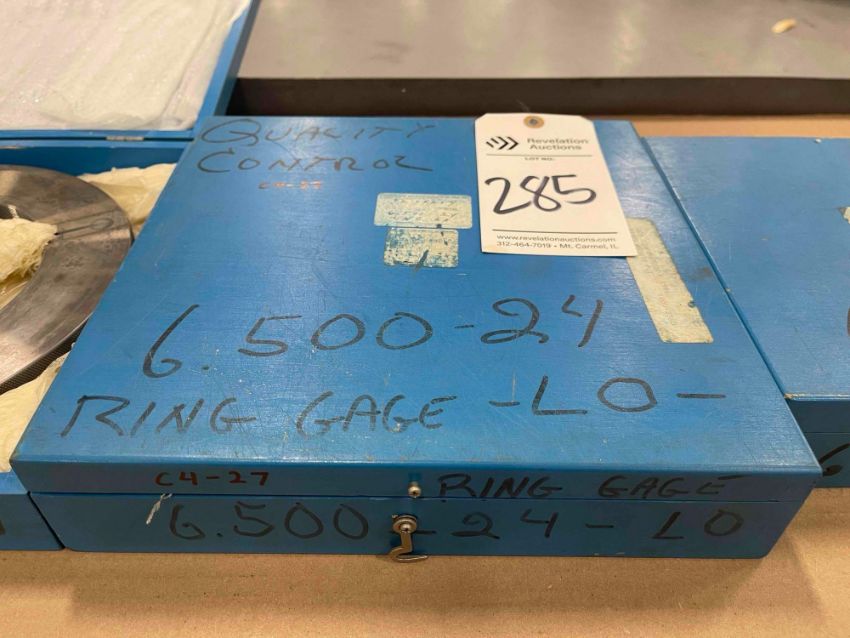 QUALITY
CONTROL
C4-27
Revelation
Auctions
LOT NO:
285
www.revelationauctions.com
312-464-7019 • Mt. Carmel, IL
6.500-24
RING GAGE -LO-
C4-27 RING GAGE
6.500-24-LO
6